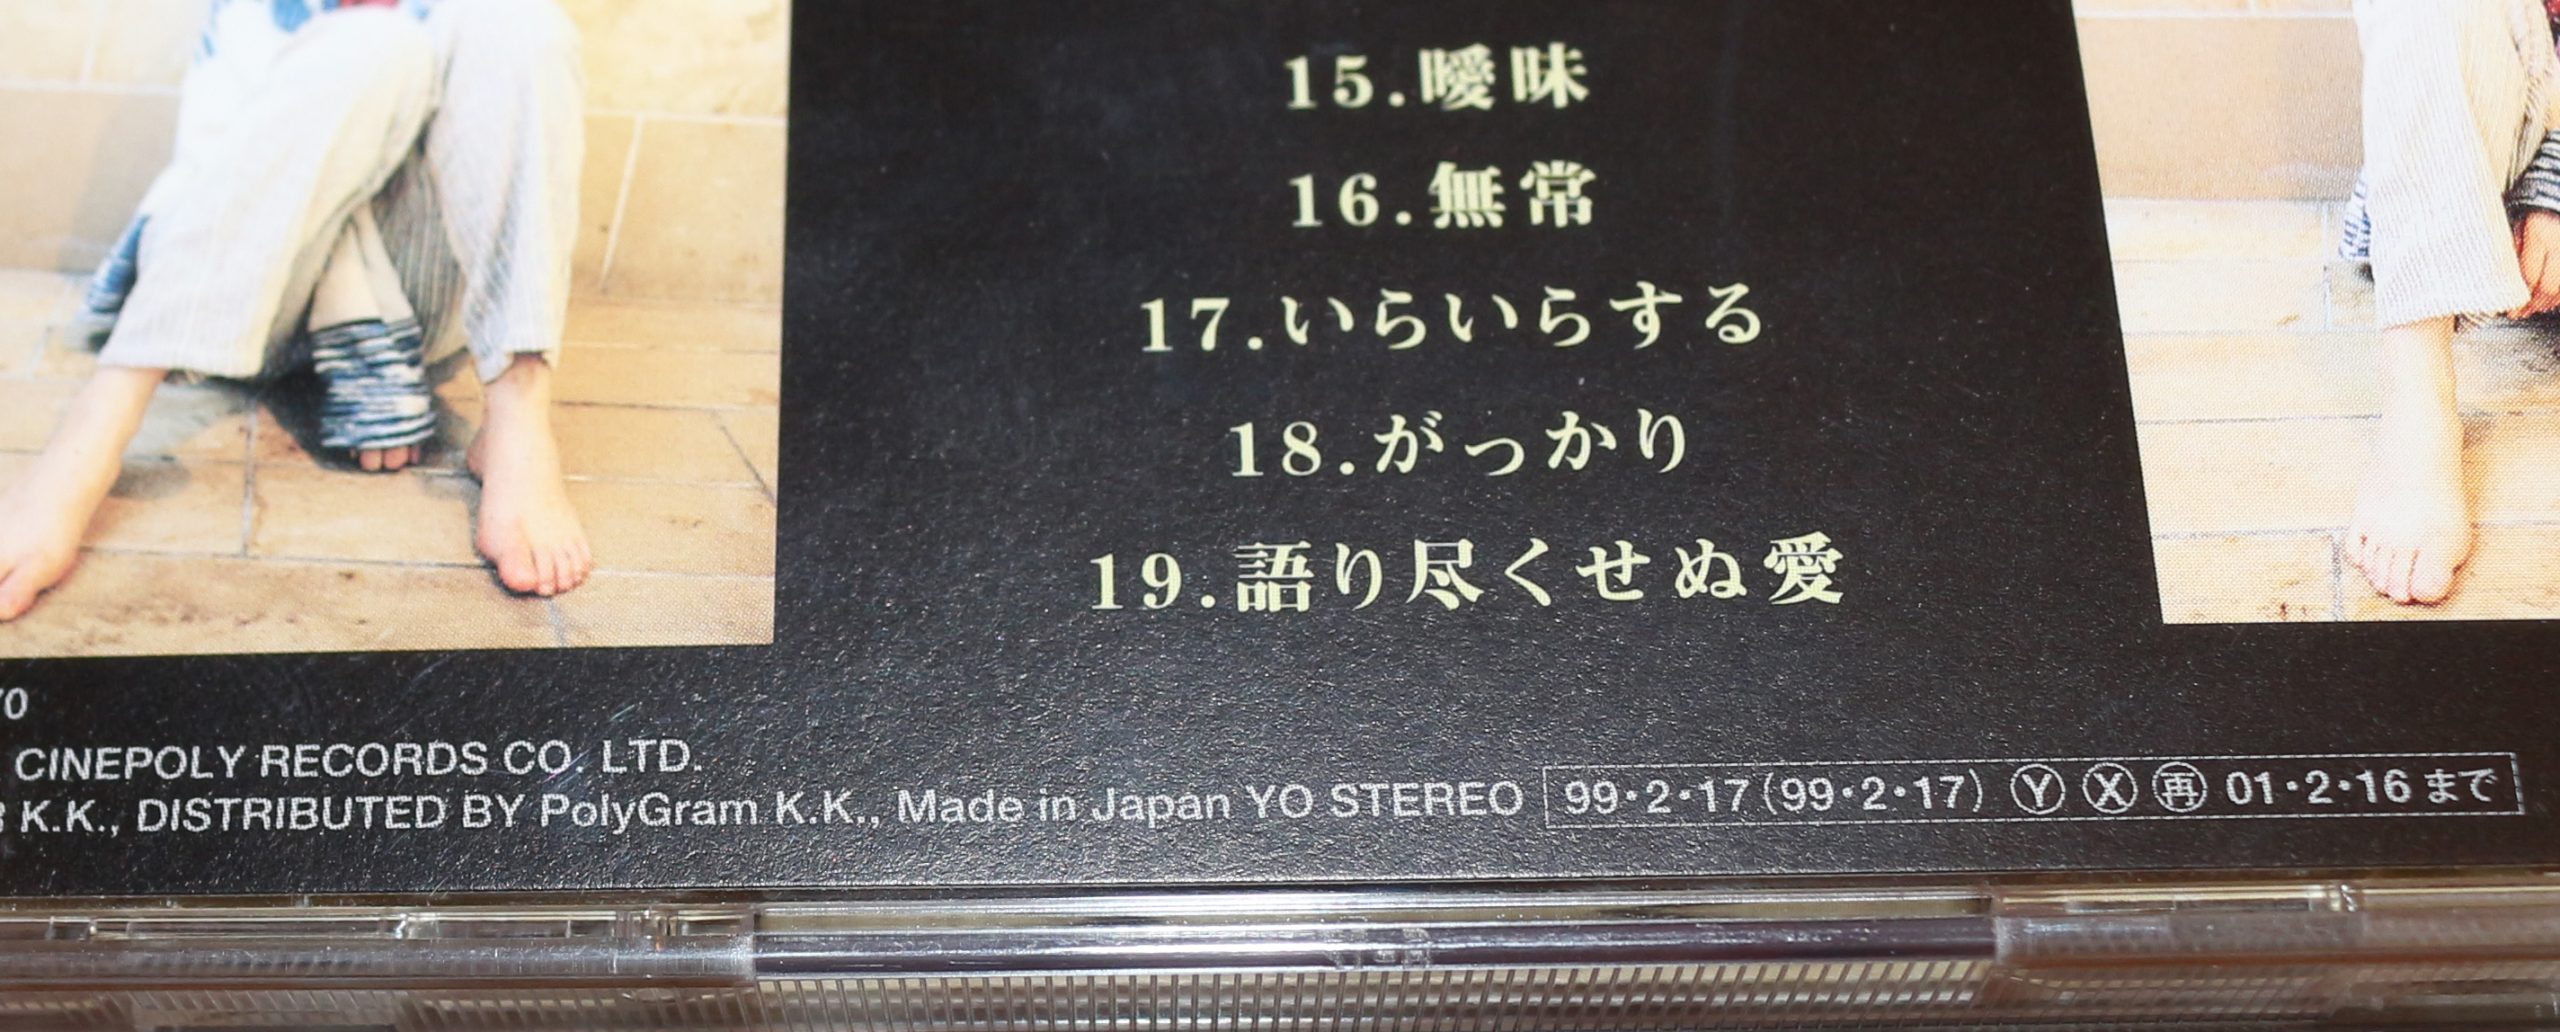 15.曖昧
16.無常
17.いらいらする
18.がっかり
19.語り尽くせぬ愛
70
CINEPOLY RECORDS CO. LTD.
K.K., DISTRIBUTED BY PolyGram K.K., Made in Japan YO STEREO 99・2・17(99・2・17) Ⓨ Ⓧ ㊢ 01・2・16まで